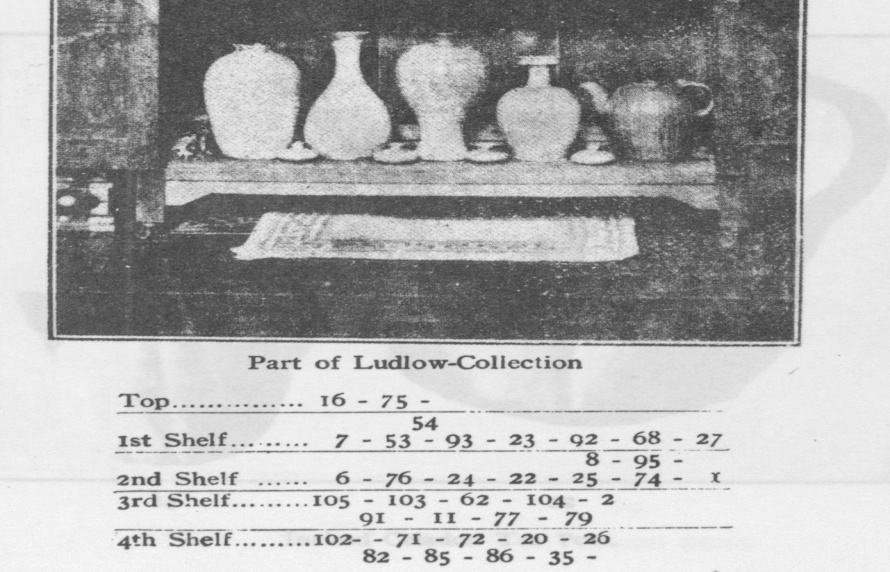 Part of Ludlow-Collection
Top............... 16 - 75 -
54
1st Shelf......... 7 - 53 - 93 - 23 - 92 - 68 - 27
8 - 95 -
2nd Shelf ...... 6 - 76 - 24 - 22 - 25 - 74 - 1
3rd Shelf.........105 - 103 - 62 - 104 - 2
91 - 11 - 77 - 79
4th Shelf.........102- - 71 - 72 - 20 - 26
82 - 85 - 86 - 35 -